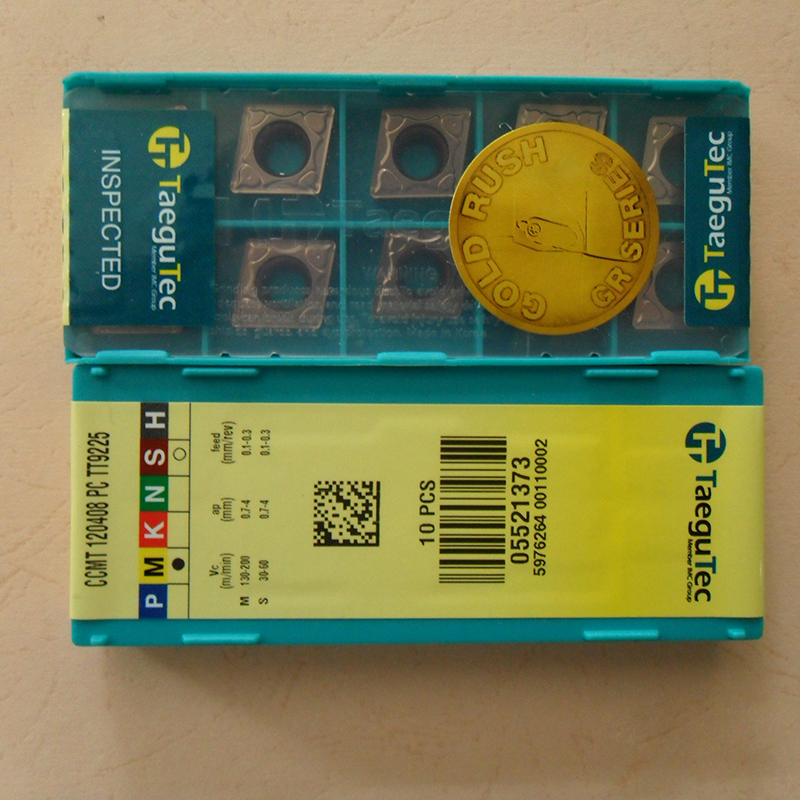 INSPECTED
TaeguTec
Member IMC Group
GOLD RUSH
GR SERIES
TaeguTec
Member IMC Group
CCMT 120408 PC TT9225
P M K N S H
Vc ap feed
(m/min) (mm) (mm/rev)
M 130-200 0.7-4 0.1-0.3
S 30-60 0.7-4 0.1-0.3
10 PCS
05521373
5976264 00110002
TaeguTec
Member IMC Group